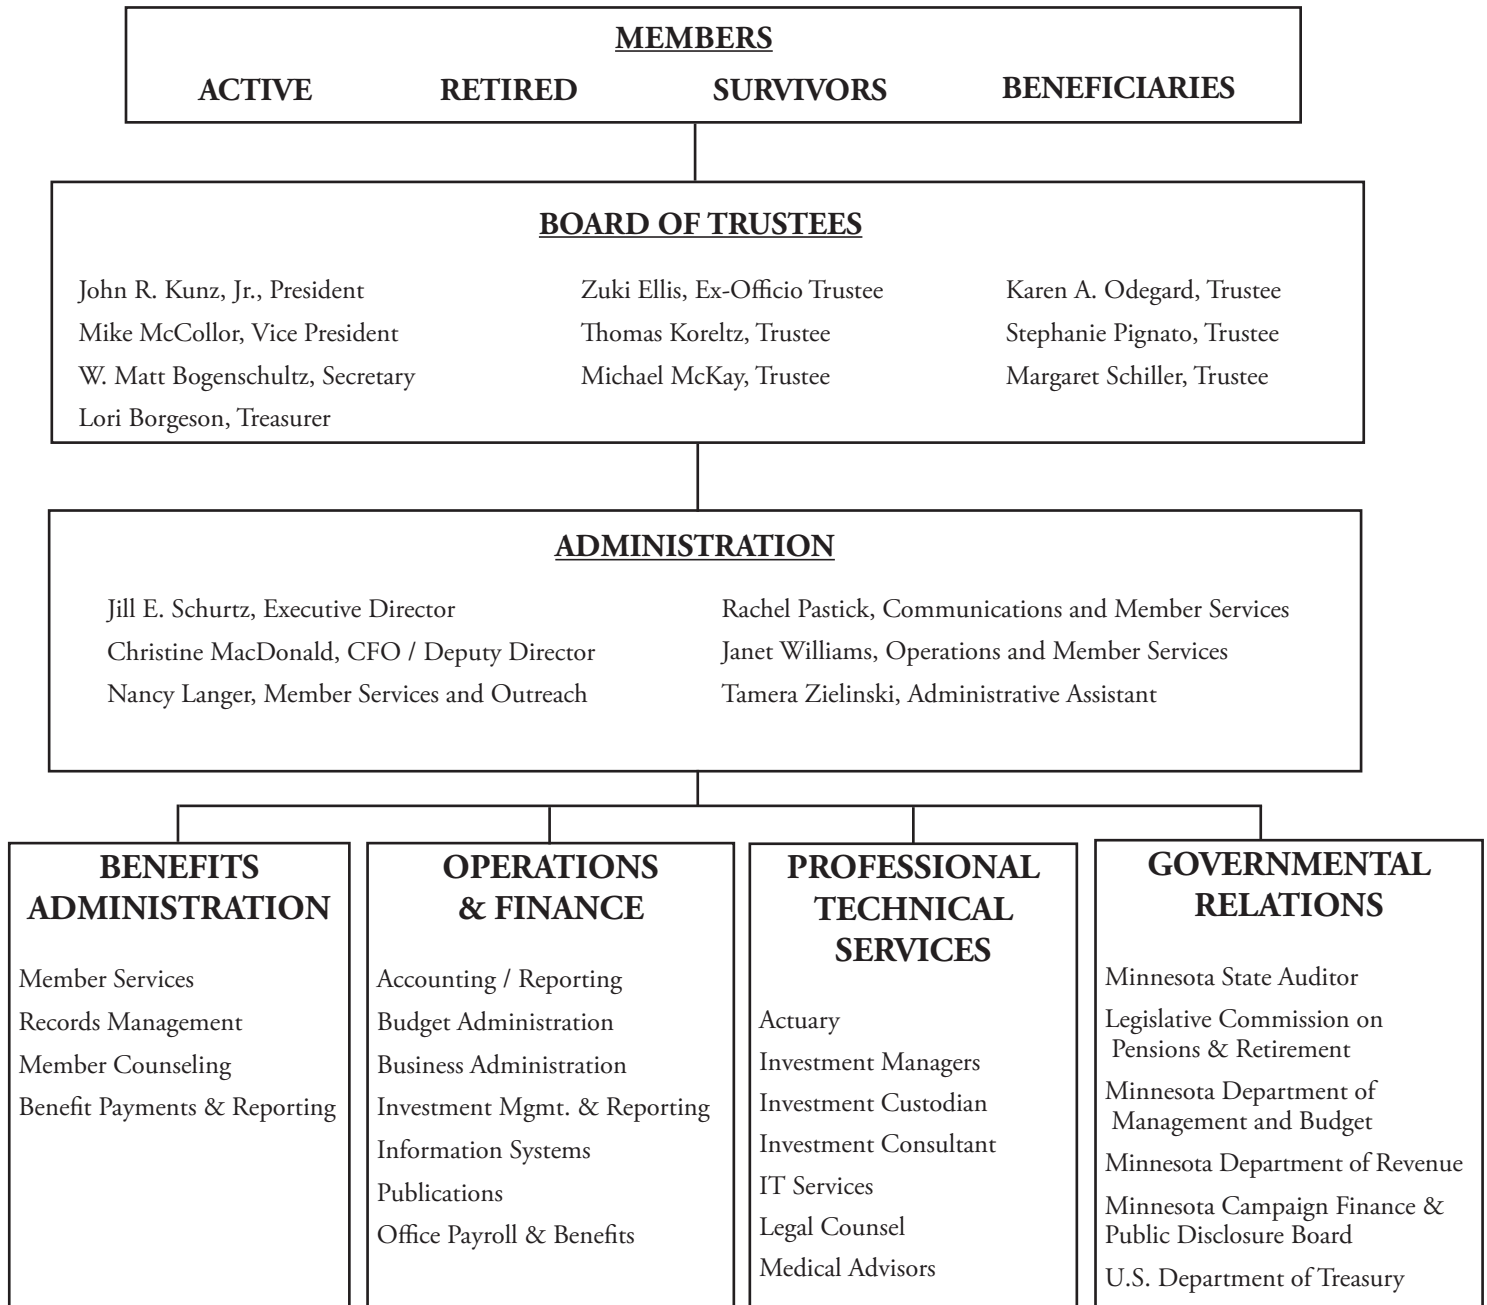 MEMBERS
ACTIVE RETIRED SURVIVORS BENEFICIARIES
BOARD OF TRUSTEES
John R. Kunz, Jr., President
Mike McCollor, Vice President
W. Matt Bogenschultz, Secretary
Lori Borgeson, Treasurer
Zuki Ellis, Ex-Officio Trustee
Thomas Koreltz, Trustee
Michael McKay, Trustee
Karen A. Odegard, Trustee
Stephanie Pignato, Trustee
Margaret Schiller, Trustee
ADMINISTRATION
Jill E. Schurtz, Executive Director
Christine MacDonald, CFO / Deputy Director
Nancy Langer, Member Services and Outreach
Rachel Pastick, Communications and Member Services
Janet Williams, Operations and Member Services
Tamera Zielinski, Administrative Assistant
BENEFITS
ADMINISTRATION
Member Services
Records Management
Member Counseling
Benefit Payments & Reporting
OPERATIONS
& FINANCE
Accounting / Reporting
Budget Administration
Business Administration
Investment Mgmt. & Reporting
Information Systems
Publications
Office Payroll & Benefits
PROFESSIONAL
TECHNICAL
SERVICES
Actuary
Investment Managers
Investment Custodian
Investment Consultant
IT Services
Legal Counsel
Medical Advisors
GOVERNMENTAL
RELATIONS
Minnesota State Auditor
Legislative Commission on
Pensions & Retirement
Minnesota Department of
Management and Budget
Minnesota Department of Revenue
Minnesota Campaign Finance &
Public Disclosure Board
U.S. Department of Treasury